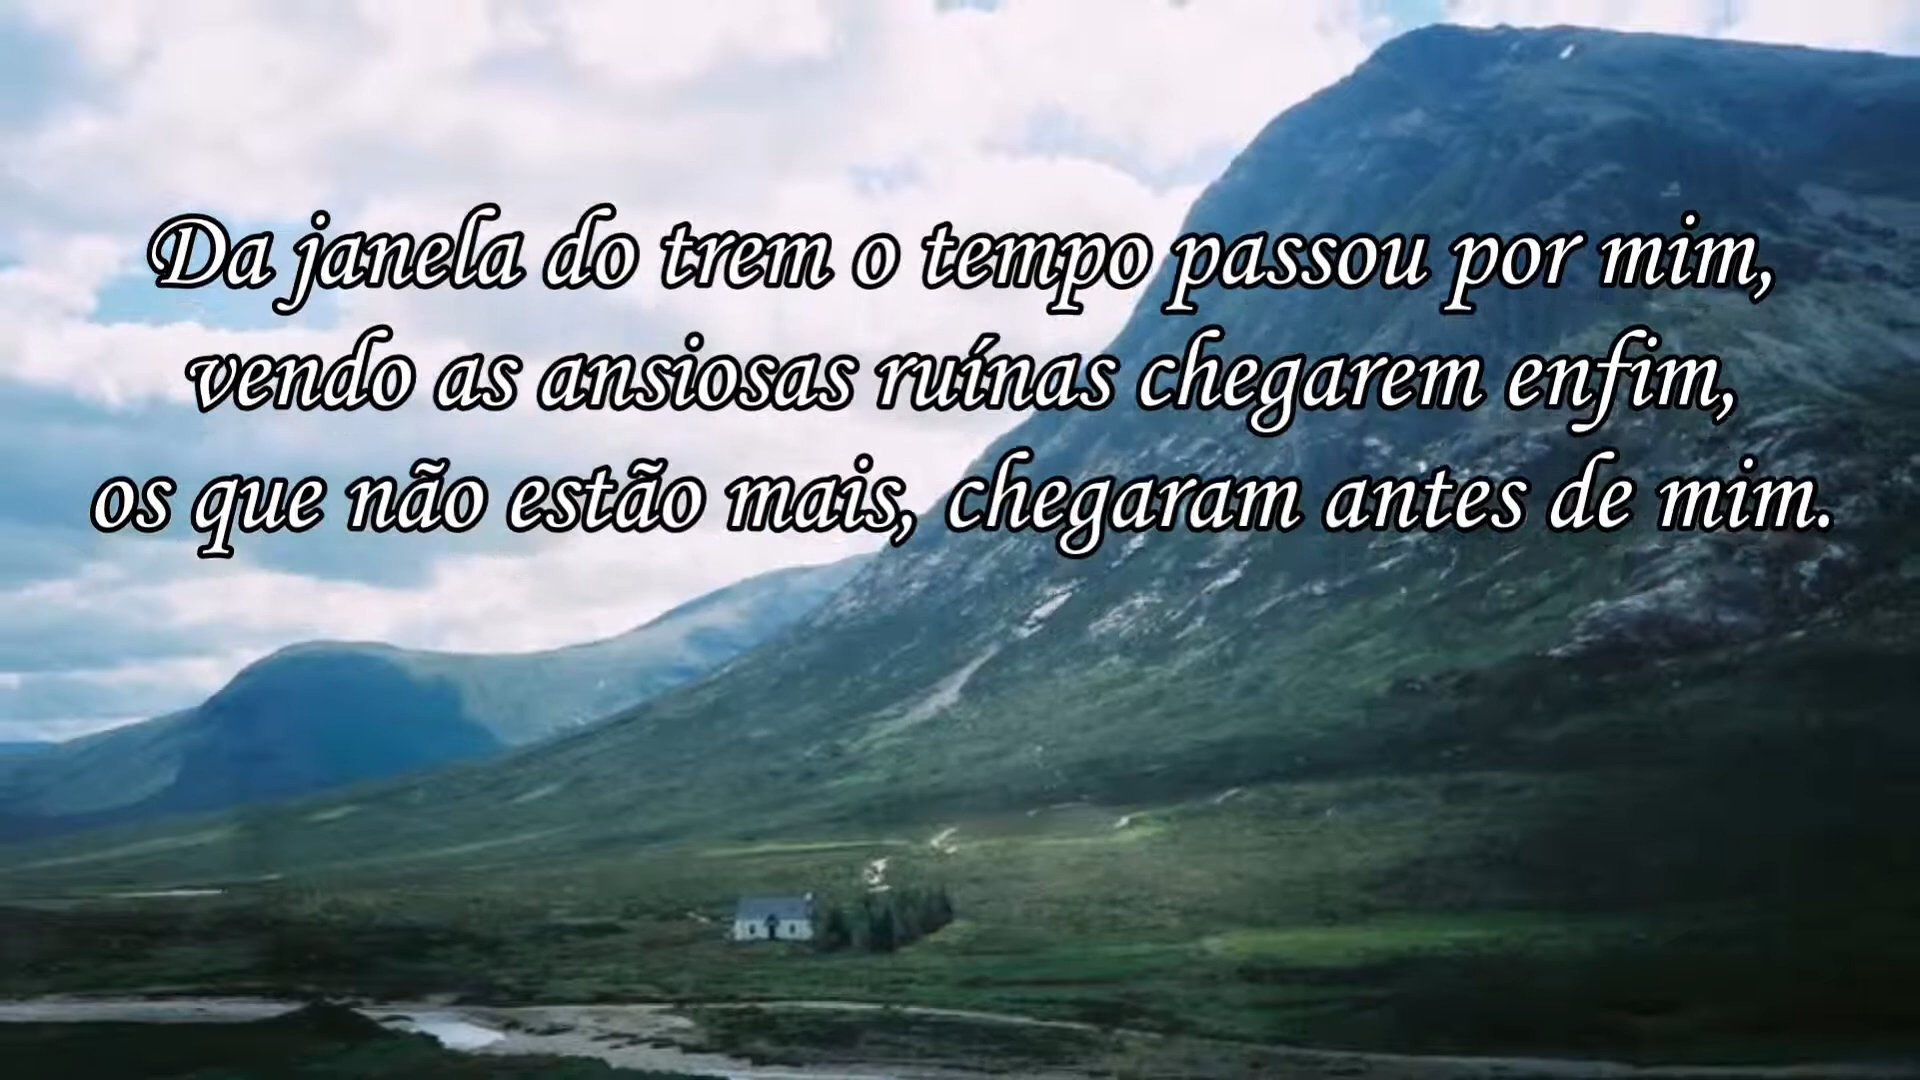 Da janela do trem o tempo passou por mim,
vendo as ansiosas ruínas chegarem enfim,
os que não estão mais, chegaram antes de mim.